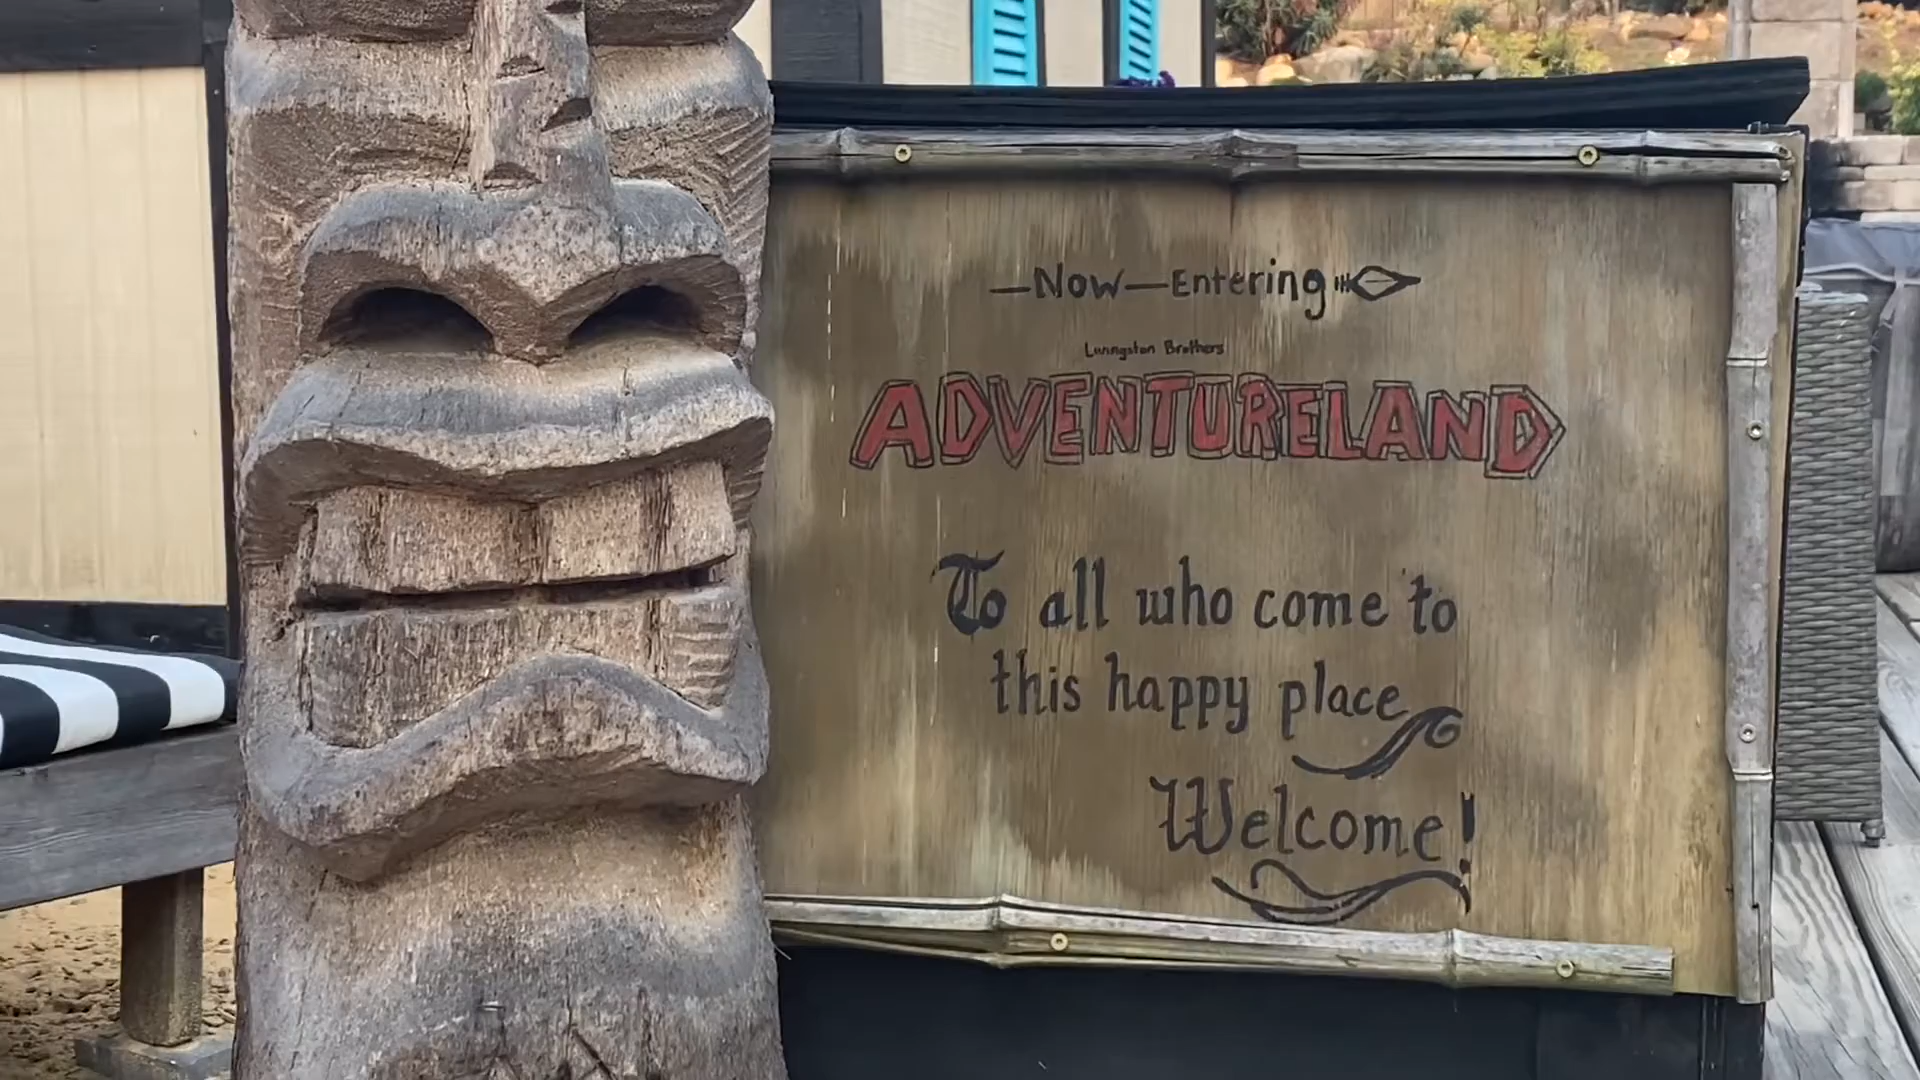 Now Entering
Livingston Brothers
ADVENTURELAND
To all who come to
this happy place
Welcome!